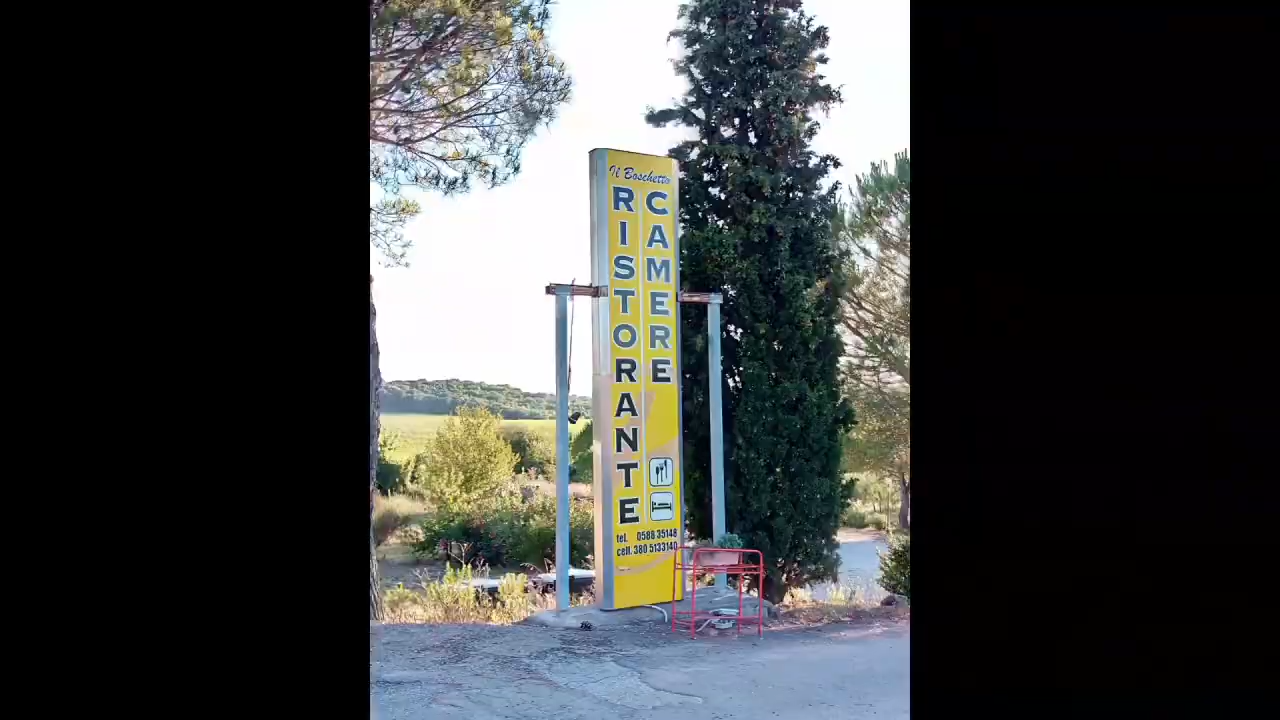 Il Boschetto
RISTORANTE
CAMERE
tel. 0588 35148
cell. 380 5133140